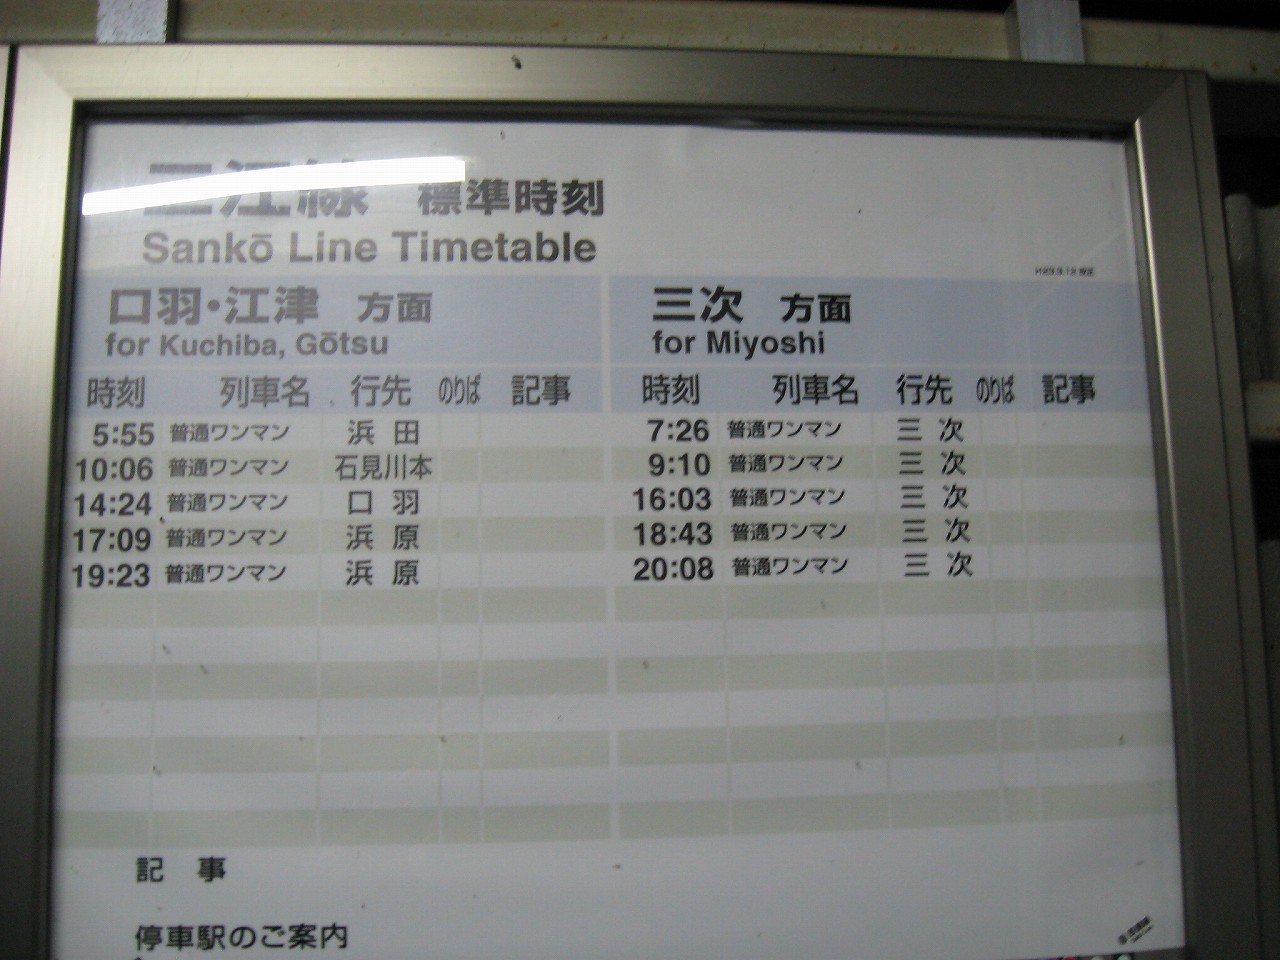 三江線 標準時刻
Sankō Line Timetable
H23.3.12 改正
口羽・江津 方面
for Kuchiba, Gōtsu
三次 方面
for Miyoshi
時刻 列車名 行先 のりば 記事
5:55 普通ワンマン 浜田
10:06 普通ワンマン 石見川本
14:24 普通ワンマン 口羽
17:09 普通ワンマン 浜原
19:23 普通ワンマン 浜原
時刻 列車名 行先 のりば 記事
7:26 普通ワンマン 三次
9:10 普通ワンマン 三次
16:03 普通ワンマン 三次
18:43 普通ワンマン 三次
20:08 普通ワンマン 三次
記事
停車駅のご案内